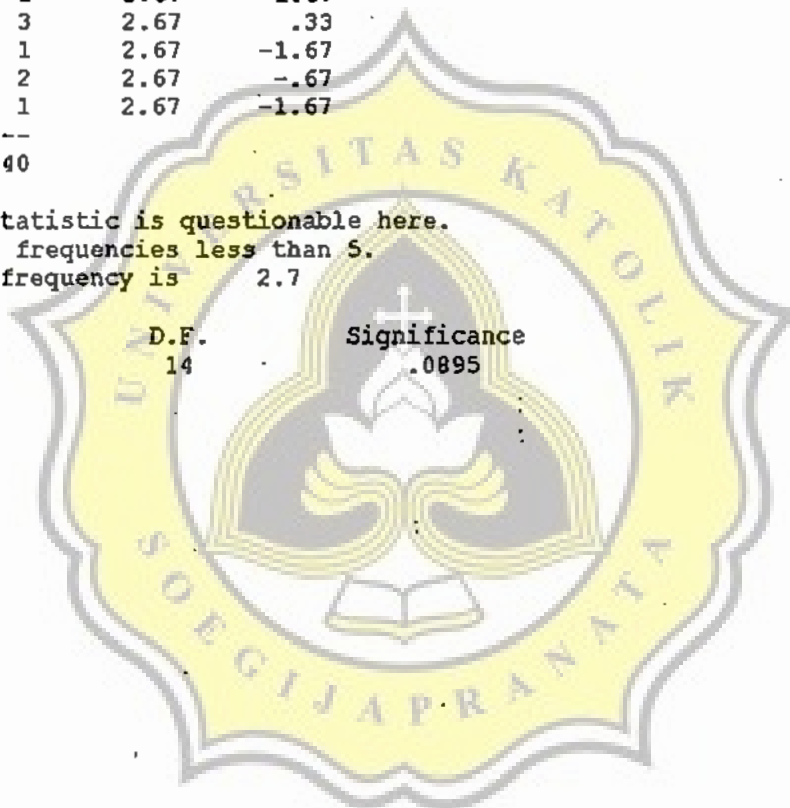 3 2.67 .33
1 2.67 -1.67
2 2.67 -.67
1 2.67 -1.67
--
40
tatistic is questionable here.
frequencies less than 5.
frequency is 2.7
D.F. Significance
14 .0895
UNIVERSITAS KATOLIK
SOEGIJAPRANATA